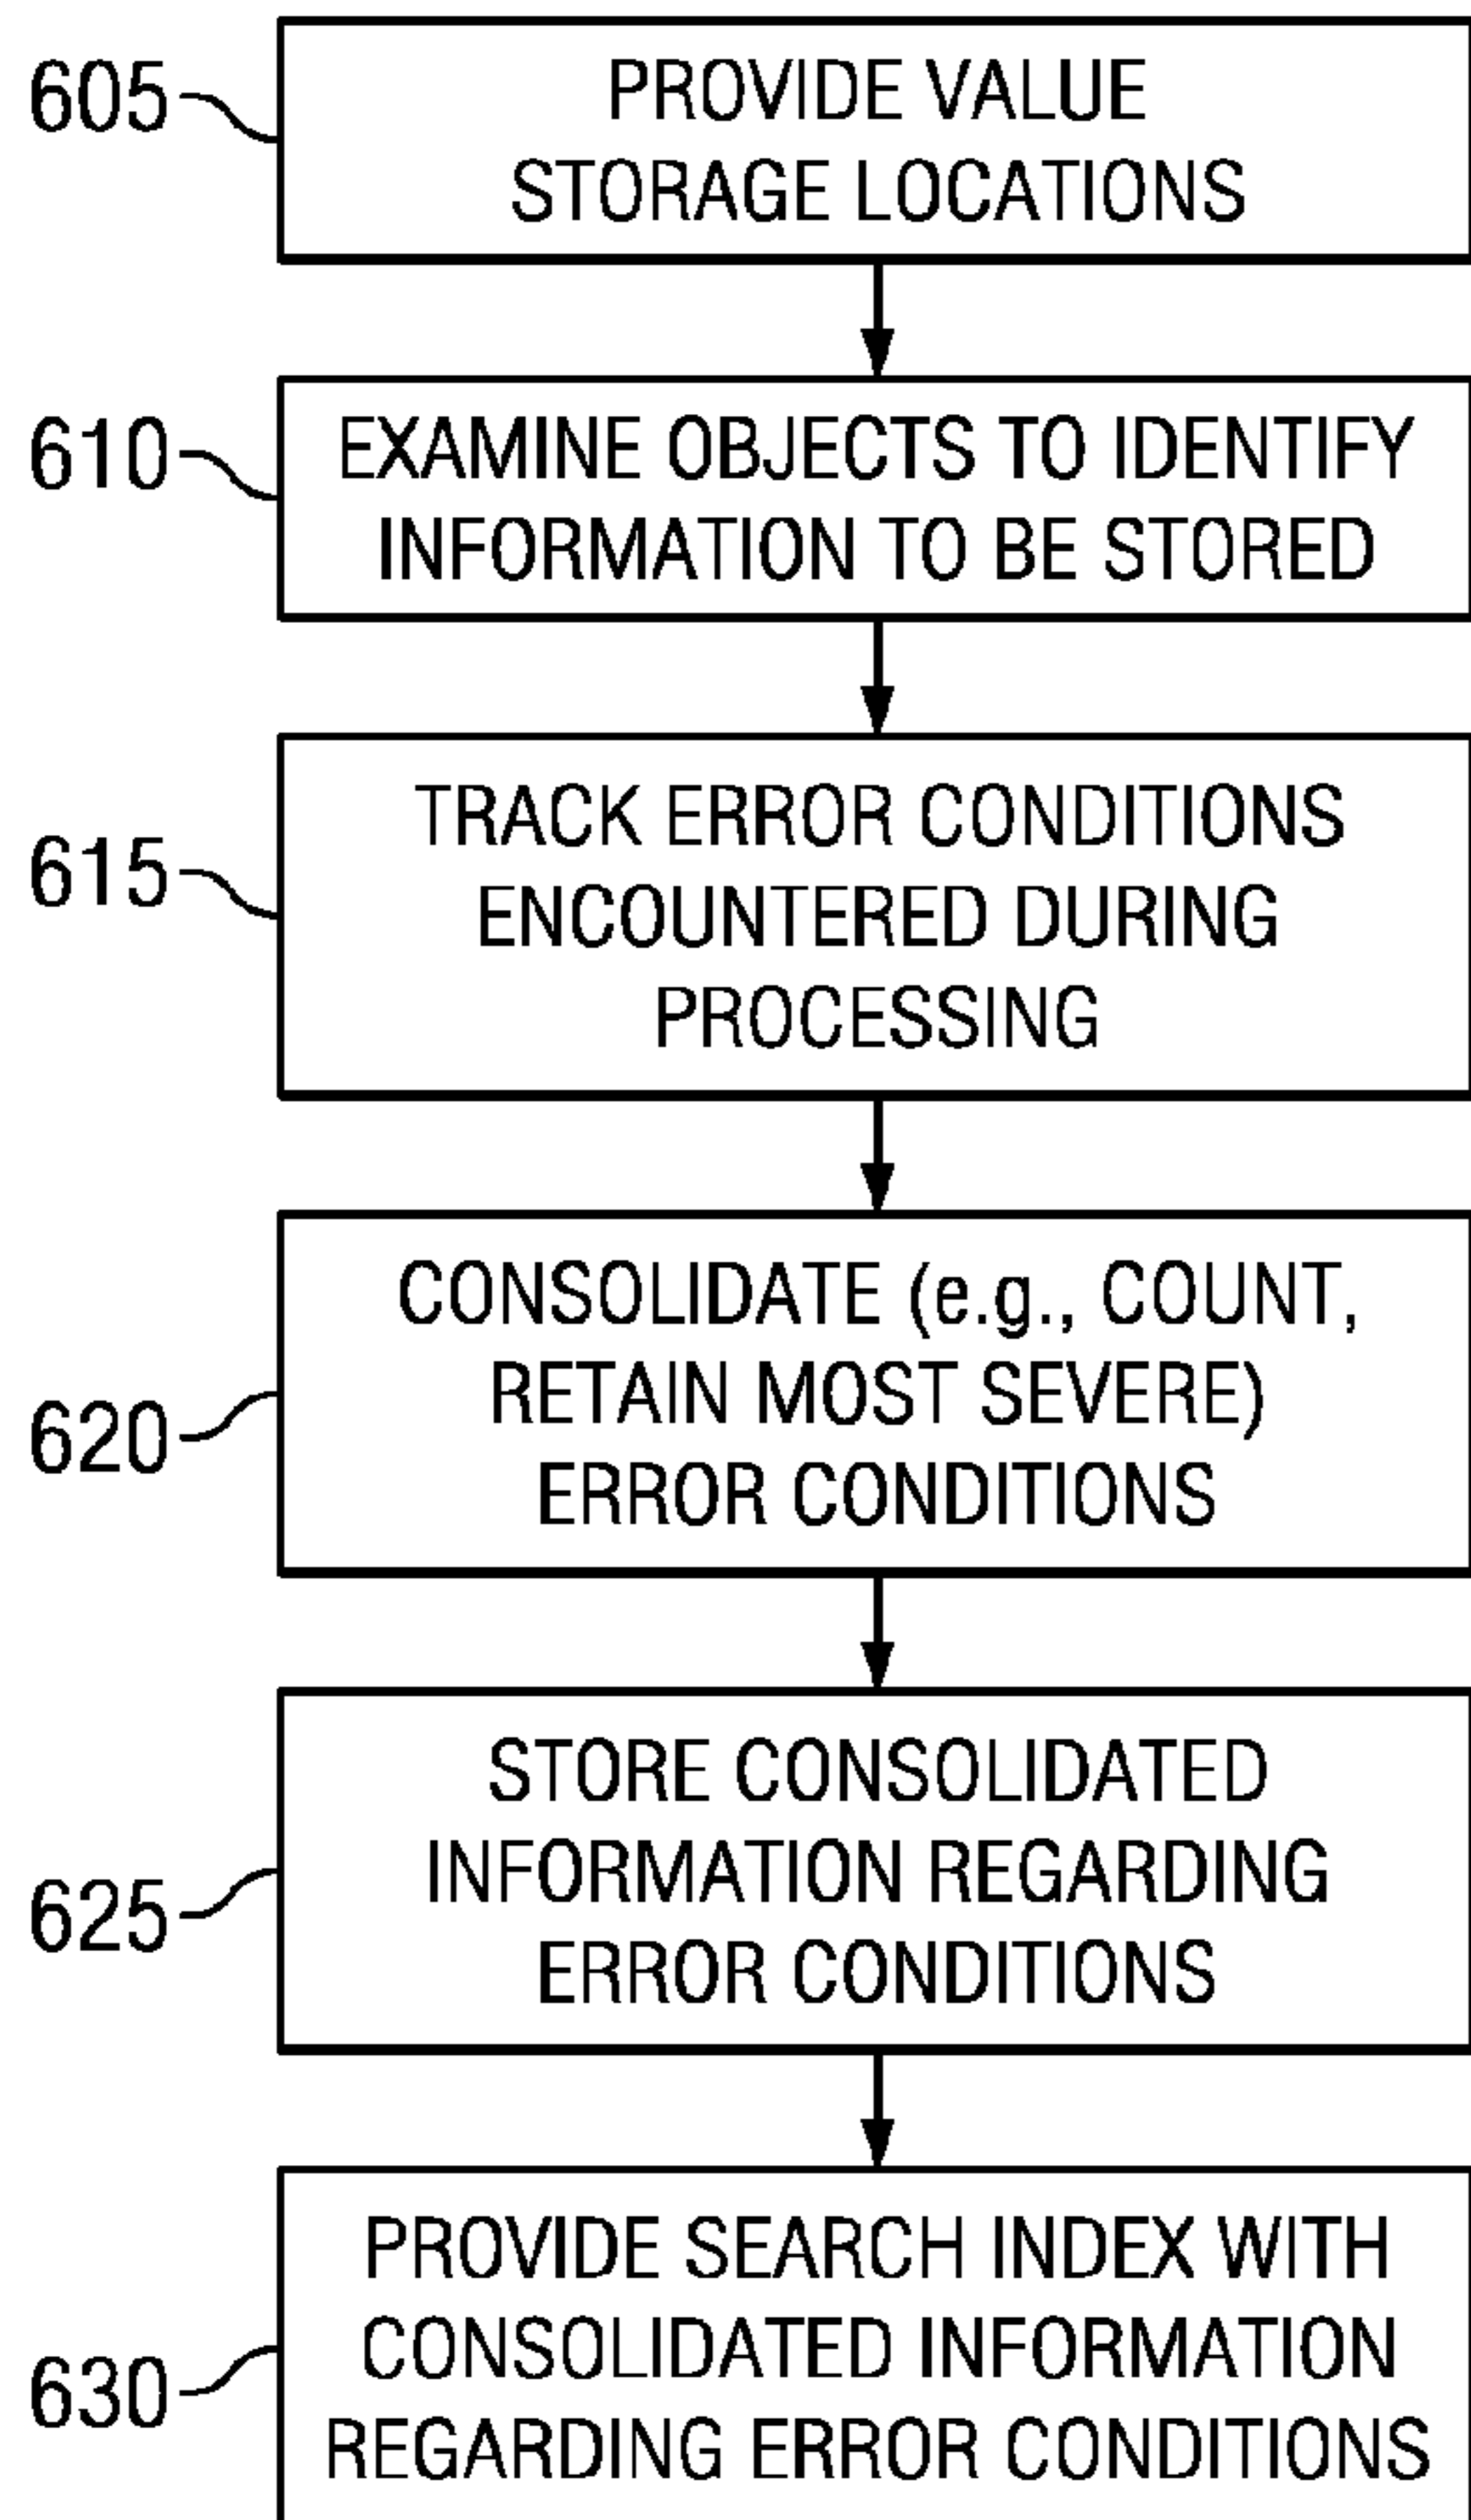 605
PROVIDE VALUE
STORAGE LOCATIONS
610
EXAMINE OBJECTS TO IDENTIFY
INFORMATION TO BE STORED
615
TRACK ERROR CONDITIONS
ENCOUNTERED DURING
PROCESSING
620
CONSOLIDATE (e.g., COUNT,
RETAIN MOST SEVERE)
ERROR CONDITIONS
625
STORE CONSOLIDATED
INFORMATION REGARDING
ERROR CONDITIONS
630
PROVIDE SEARCH INDEX WITH
CONSOLIDATED INFORMATION
REGARDING ERROR CONDITIONS